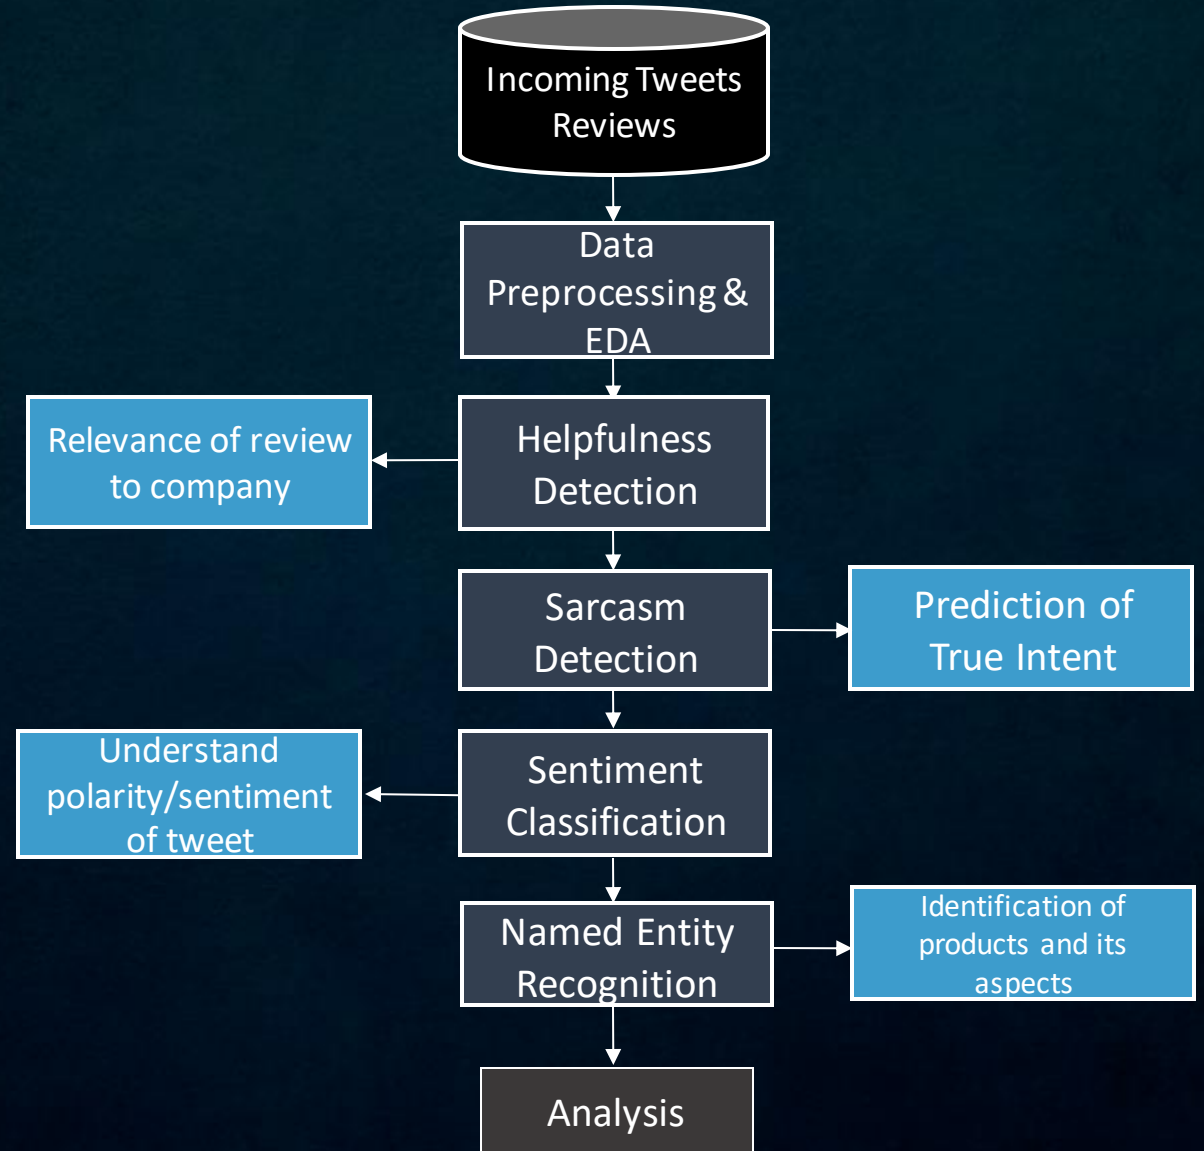 Incoming Tweets
Reviews
Data
Preprocessing &
EDA
Relevance of review
to company
Helpfulness
Detection
Sarcasm
Detection
Prediction of
True Intent
Understand
polarity/sentiment
of tweet
Sentiment
Classification
Named Entity
Recognition
Identification of
products and its
aspects
Analysis